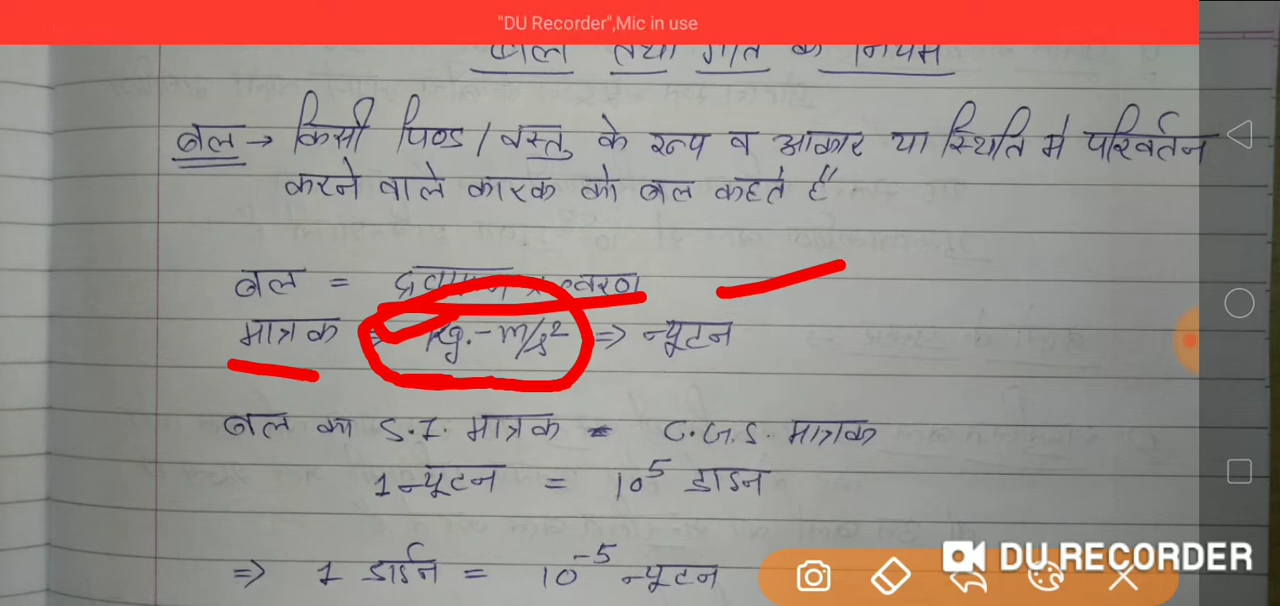 "DU Recorder",Mic in use
बल तथा गति के नियम
बल → किसी पिण्ड / वस्तु के रूप व आकार या स्थिति मे परिवर्तन
करने वाले कारक को बल कहते हैं
बल = द्रव्यमान × त्वरण
मात्रक = kg.-m/s² ⇒ न्यूटन
बल का S.I. मात्रक = C.G.S. मात्रक
1 न्यूटन = 10⁵ डाइन
⇒ 1 डाईन = 10⁻⁵ न्यूटन
DU RECORDER